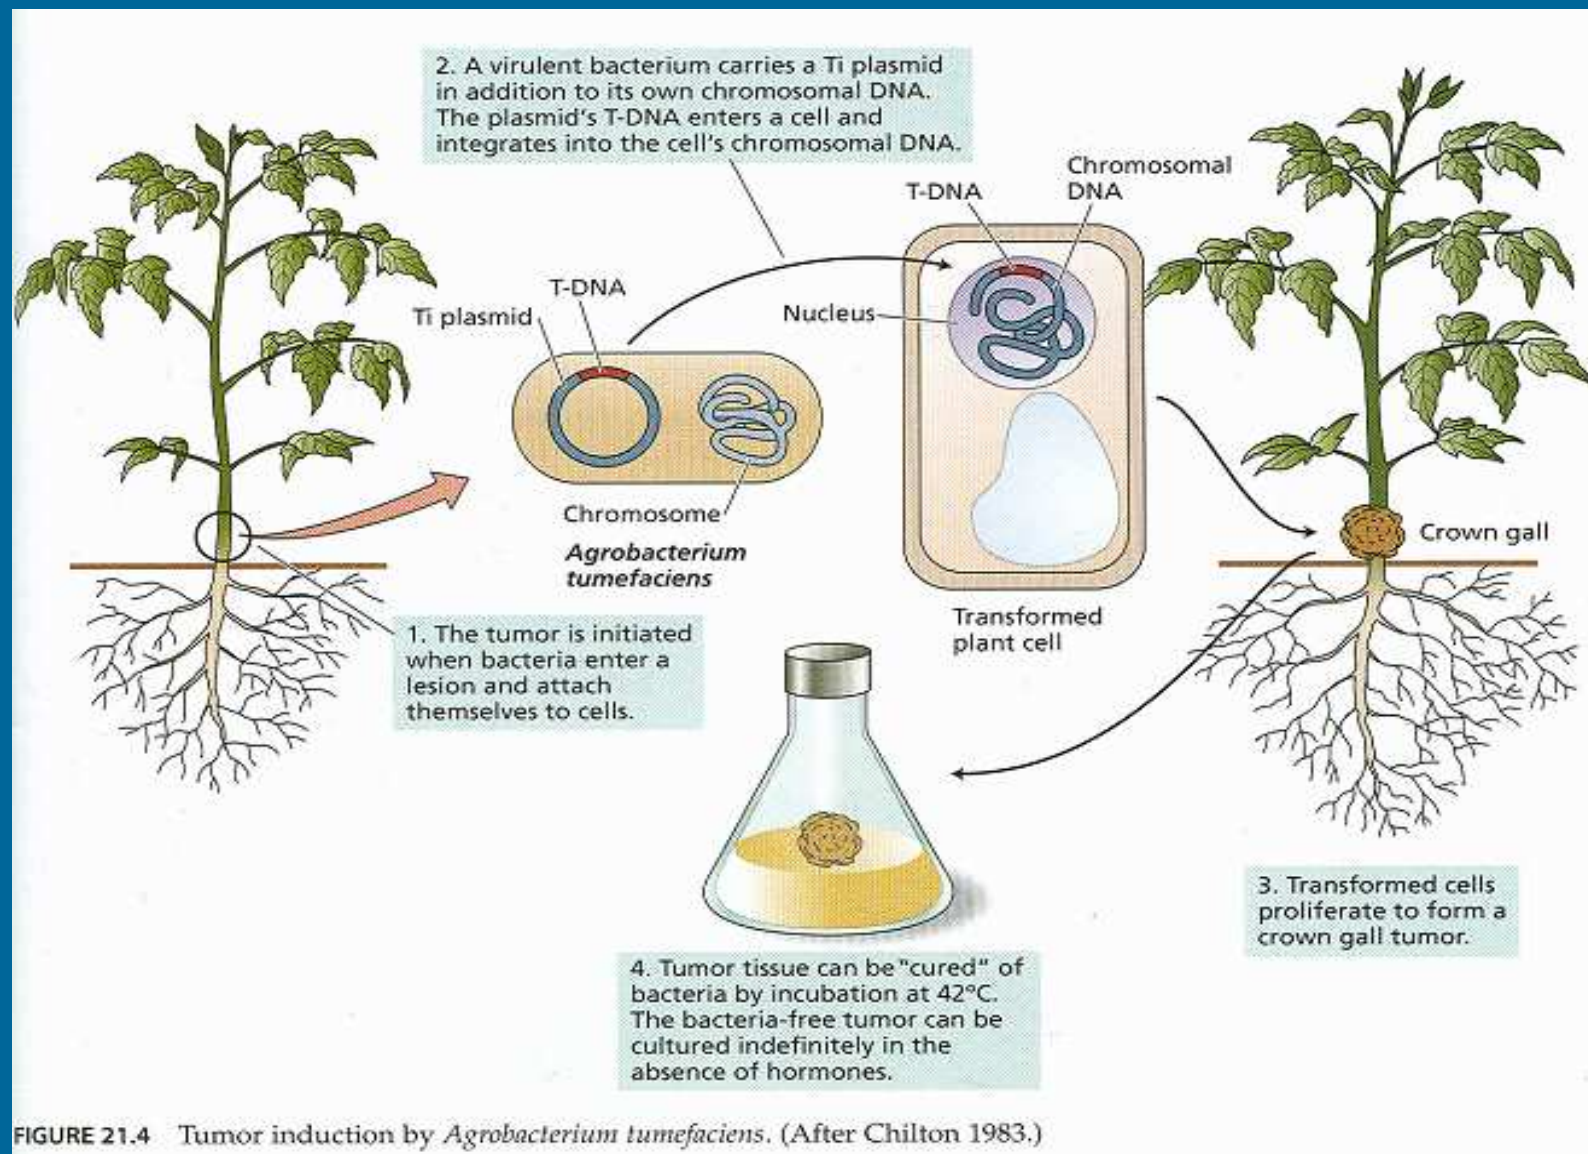 2. A virulent bacterium carries a Ti plasmid
in addition to its own chromosomal DNA.
The plasmid's T-DNA enters a cell and
integrates into the cell's chromosomal DNA.
T-DNA
Chromosomal
DNA
Nucleus
T-DNA
Ti plasmid
Chromosome
Agrobacterium
tumefaciens
Transformed
plant cell
Crown gall
1. The tumor is initiated
when bacteria enter a
lesion and attach
themselves to cells.
3. Transformed cells
proliferate to form a
crown gall tumor.
4. Tumor tissue can be "cured" of
bacteria by incubation at 42°C.
The bacteria-free tumor can be
cultured indefinitely in the
absence of hormones.
FIGURE 21.4 Tumor induction by Agrobacterium tumefaciens. (After Chilton 1983.)